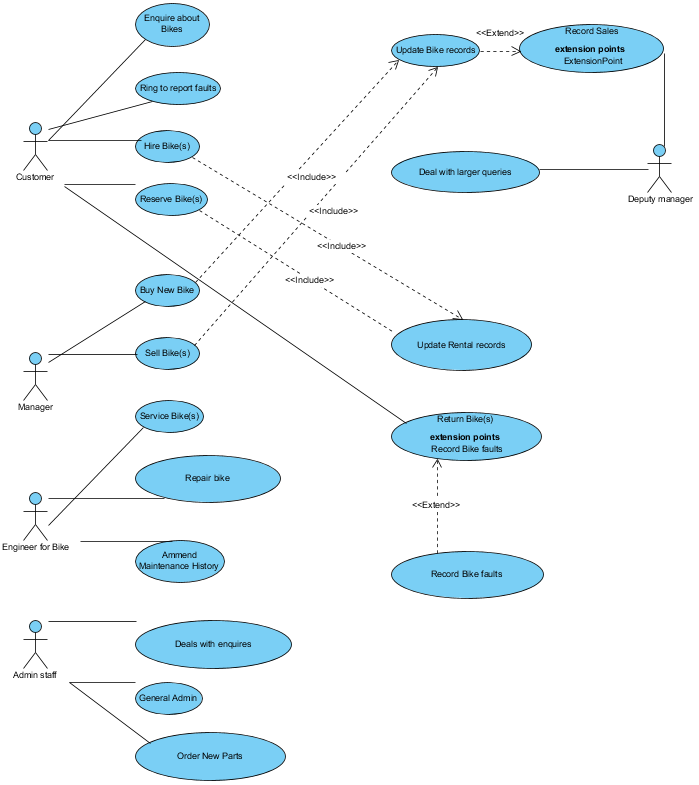 Enquire about
Bikes
<<Extend>>
Record Sales
extension points
ExtensionPoint
Update Bike records
Ring to report faults
Hire Bike(s)
Customer
<<Include>>
Deal with larger queries
Deputy manager
Reserve Bike(s)
<<Include>>
<<Include>>
<<Include>>
Buy New Bike
Sell Bike(s)
Update Rental records
Manager
Service Bike(s)
Return Bike(s)
extension points
Record Bike faults
Repair bike
<<Extend>>
Engineer for Bike
Ammend
Maintenance History
Record Bike faults
Deals with enquires
Admin staff
General Admin
Order New Parts